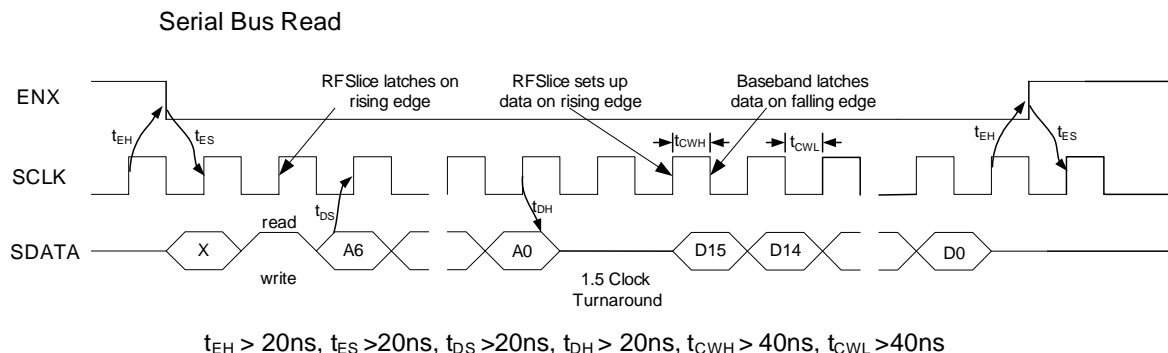 Serial Bus Read
ENX
RFSlice latches on
rising edge
RFSlice sets up
data on rising edge
Baseband latches
data on falling edge
tEH
tES
tCWH
tCWL
tEH
tES
SCLK
read
tDS
tDH
SDATA
X
A6
A0
D15
D14
D0
write
1.5 Clock
Turnaround
tEH > 20ns, tES >20ns, tDS >20ns, tDH > 20ns, tCWH > 40ns, tCWL >40ns